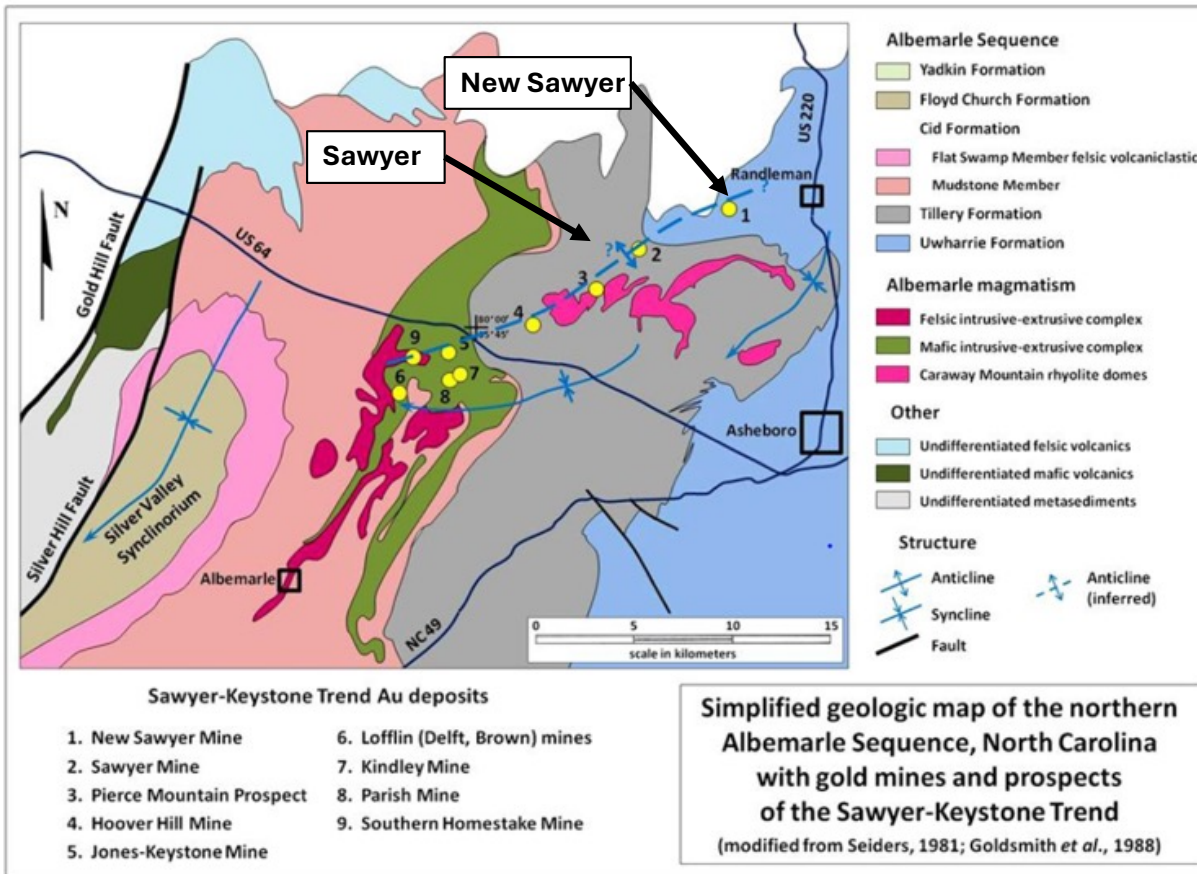 New Sawyer
Sawyer
N
Gold Hill Fault
Silver Hill Fault
Silver Valley
Synclinorium
US 64
US 220
NC 49
Randleman
Asheboro
Albemarle
80° 00'
35° 45'
?
?
1
2
3
4
5
6
7
8
9
0 5 10 15
scale in kilometers
Albemarle Sequence
Yadkin Formation
Floyd Church Formation
Cid Formation
Flat Swamp Member felsic volcaniclastic
Mudstone Member
Tillery Formation
Uwharrie Formation
Albemarle magmatism
Felsic intrusive-extrusive complex
Mafic intrusive-extrusive complex
Caraway Mountain rhyolite domes
Other
Undifferentiated felsic volcanics
Undifferentiated mafic volcanics
Undifferentiated metasediments
Structure
Anticline
Syncline
Fault
Anticline
(inferred)
Sawyer-Keystone Trend Au deposits
1. New Sawyer Mine
2. Sawyer Mine
3. Pierce Mountain Prospect
4. Hoover Hill Mine
5. Jones-Keystone Mine
6. Lofflin (Delft, Brown) mines
7. Kindley Mine
8. Parish Mine
9. Southern Homestake Mine
Simplified geologic map of the northern
Albemarle Sequence, North Carolina
with gold mines and prospects
of the Sawyer-Keystone Trend
(modified from Seiders, 1981; Goldsmith et al., 1988)